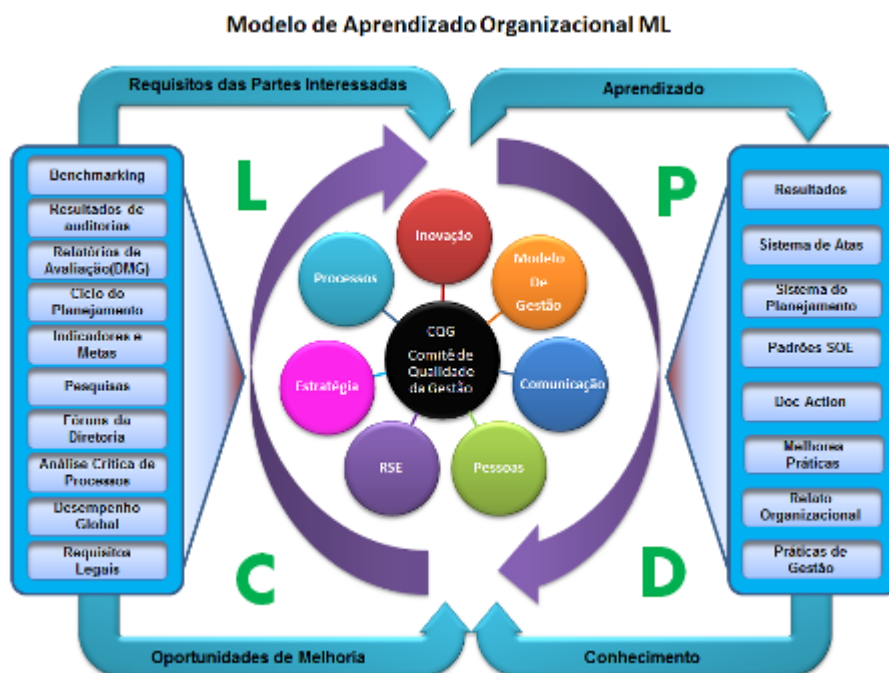 Modelo de Aprendizado Organizacional ML
Requisitos das Partes Interessadas
Aprendizado
L
P
Benchmarking
Resultados de
auditorias
Relatórios de
Avaliação(DMG)
Ciclo do
Planejamento
Indicadores e
Metas
Pesquisas
Fóruns da
Diretoria
Análise Crítica de
Processos
Desempenho
Global
Requisitos
Legais
Inovação
Modelo
De
Gestão
Processos
CQG
Comitê de
Qualidade
da Gestão
Estratégia
Comunicação
RSE
Pessoas
Resultados
Sistema de Atas
Sistema do
Planejamento
Padrões SOE
Doc Action
Melhores
Práticas
Relato
Organizacional
Práticas de
Gestão
C
D
Oportunidades de Melhoria
Conhecimento